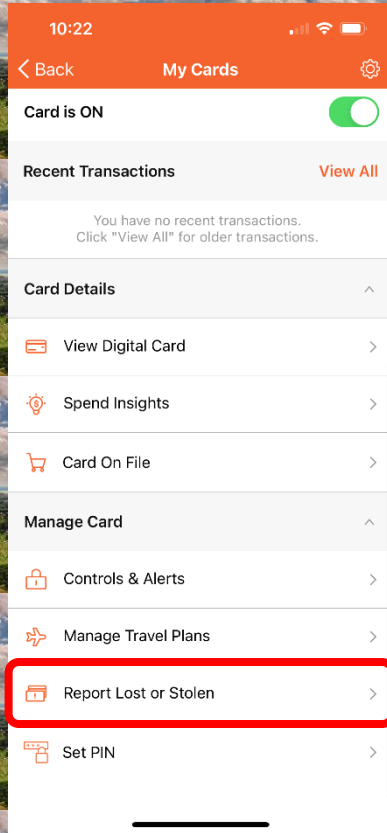 10:22
Back
My Cards
Card is ON
Recent Transactions
View All
You have no recent transactions.
Click "View All" for older transactions.
Card Details
View Digital Card
Spend Insights
Card On File
Manage Card
Controls & Alerts
Manage Travel Plans
Report Lost or Stolen
Set PIN